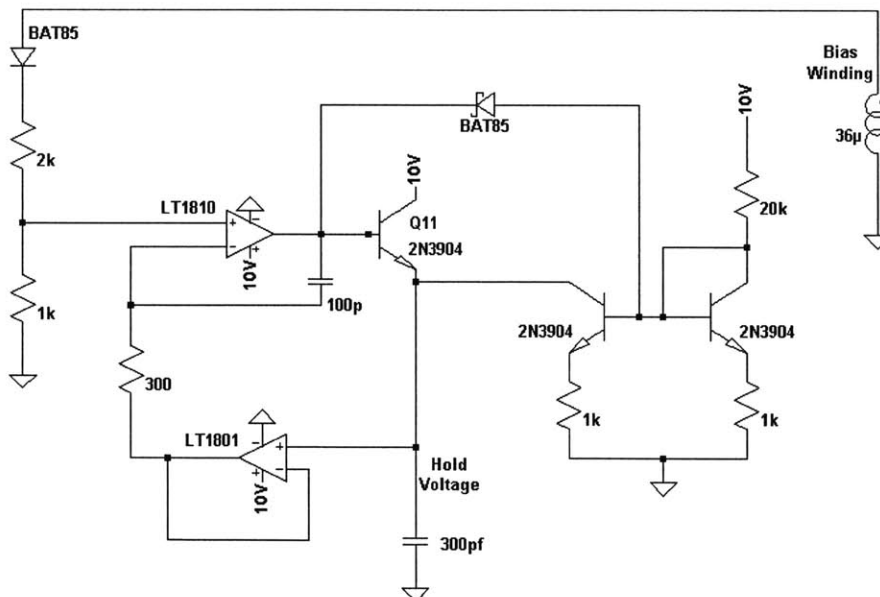 BAT85
Bias
Winding
10V
36µ
BAT85
2k
10V
LT1810
20k
Q11
+
-
-
+
2N3904
10V
100p
1k
2N3904
2N3904
300
LT1801
1k
1k
-
+
+
-
10V
Hold
Voltage
300pf